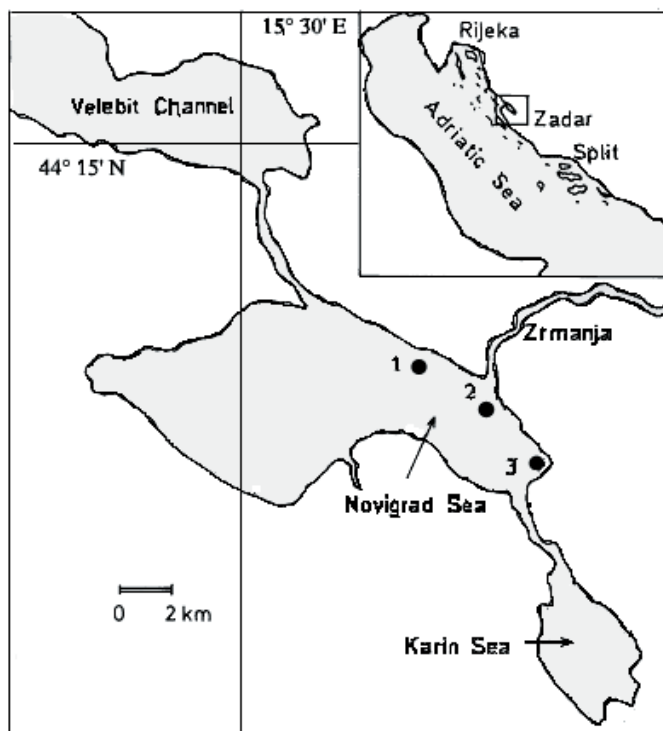 15° 30' E
Rijeka
Velebit Channel
Zadar
Adriatic Sea
44° 15' N
Split
Zrmanja
1
2
3
Novigrad Sea
0 2 km
Karin Sea